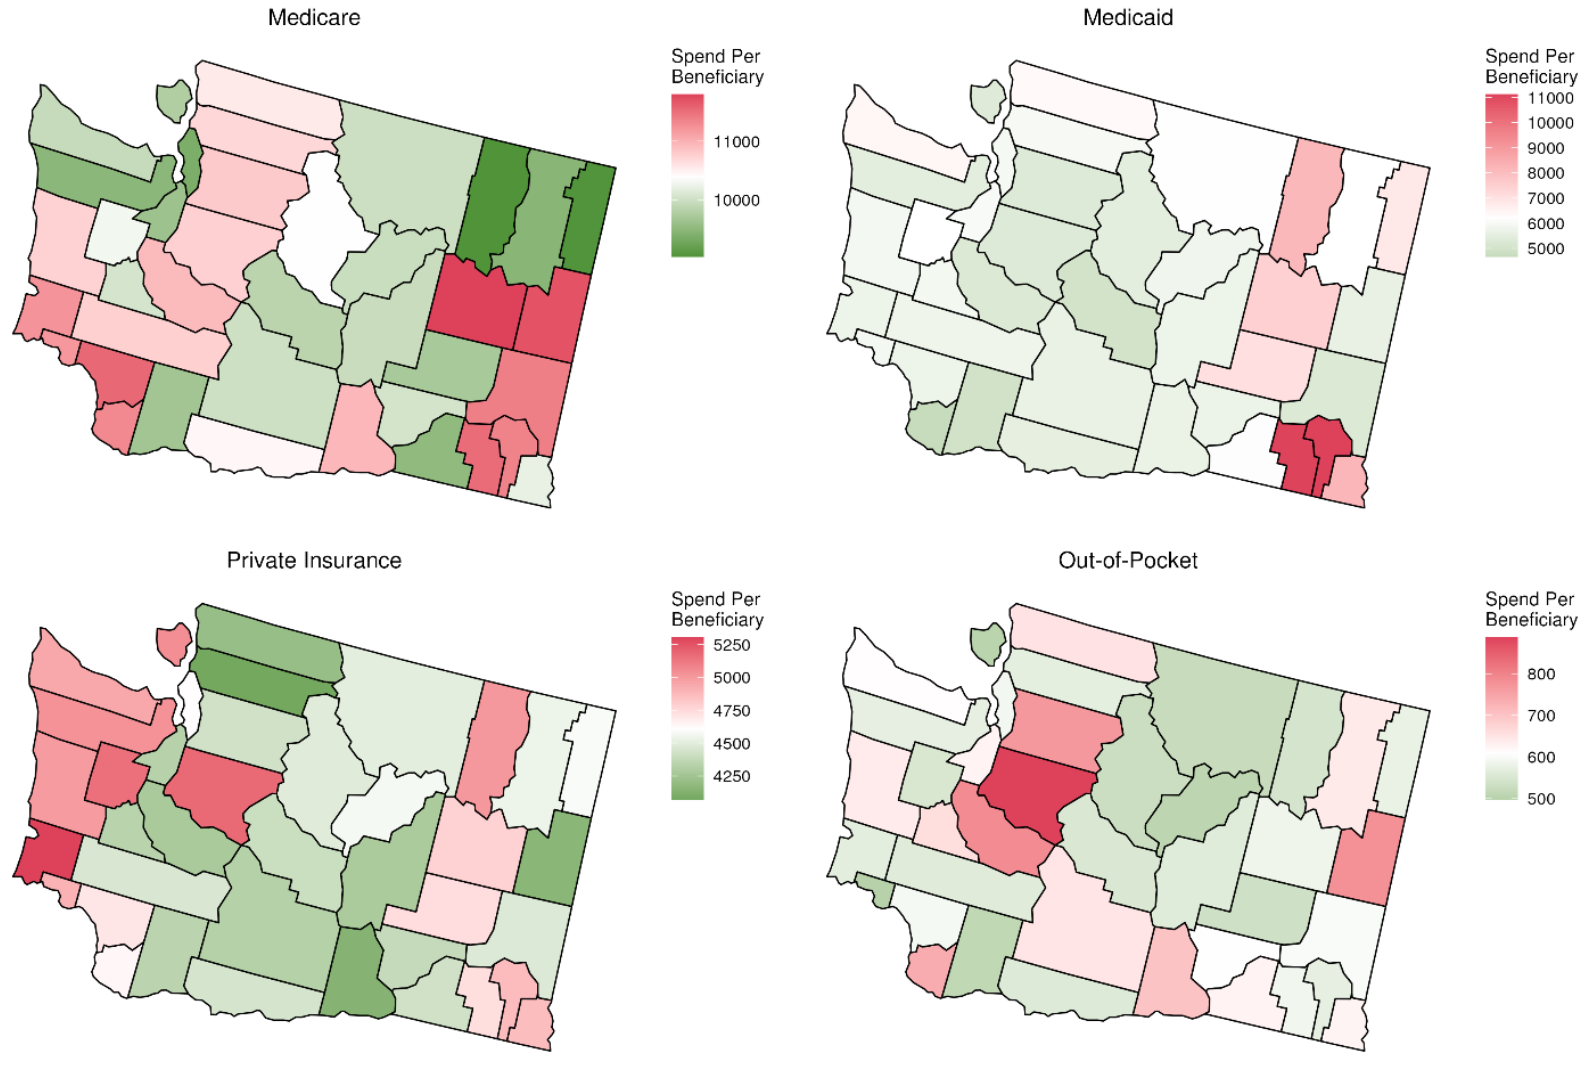 Medicare
Spend Per
Beneficiary
11000
10000
Medicaid
Spend Per
Beneficiary
11000
10000
9000
8000
7000
6000
5000
Private Insurance
Spend Per
Beneficiary
5250
5000
4750
4500
4250
Out-of-Pocket
Spend Per
Beneficiary
800
700
600
500